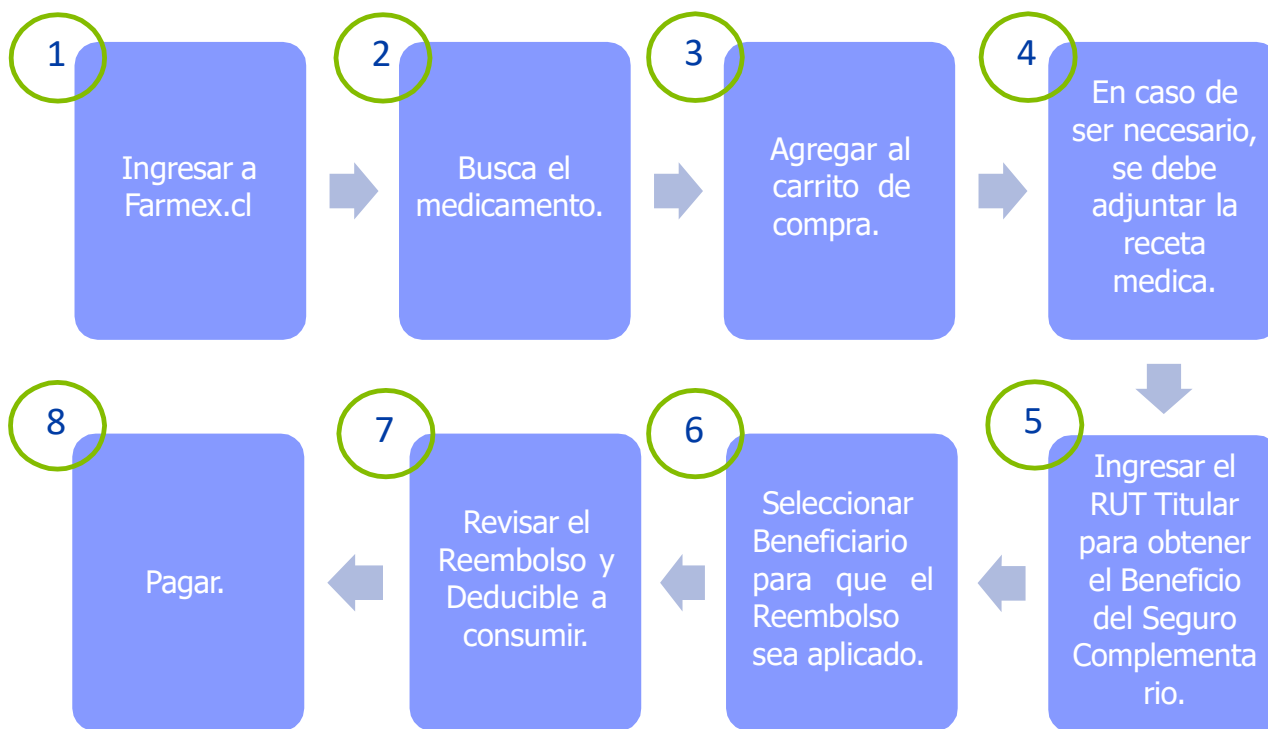 1
Ingresar a
Farmex.cl
2
Busca el
medicamento.
3
Agregar al
carrito de
compra.
4
En caso de
ser necesario,
se debe
adjuntar la
receta
medica.
5
Ingresar el
RUT Titular
para obtener
el Beneficio
del Seguro
Complementa
rio.
6
Seleccionar
Beneficiario
para que el
Reembolso
sea aplicado.
7
Revisar el
Reembolso y
Deducible a
consumir.
8
Pagar.